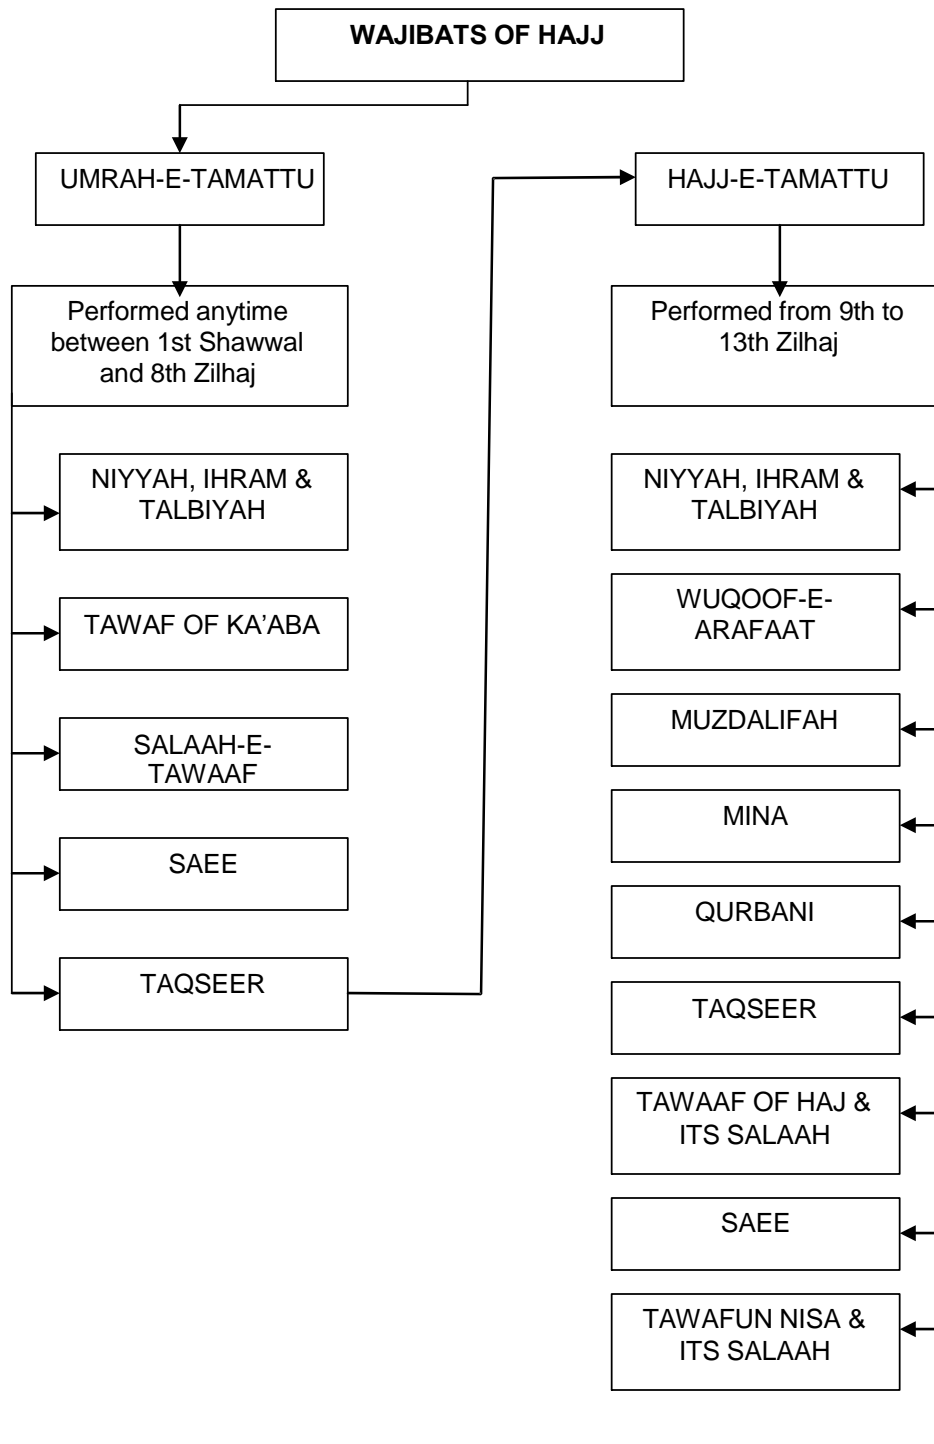 WAJIBATS OF HAJJ
UMRAH-E-TAMATTU
Performed anytime
between 1st Shawwal
and 8th Zilhaj
NIYYAH, IHRAM &
TALBIYAH
TAWAF OF KA’ABA
SALAAH-E-
TAWAAF
SAEE
TAQSEER
HAJJ-E-TAMATTU
Performed from 9th to
13th Zilhaj
NIYYAH, IHRAM &
TALBIYAH
WUQOOF-E-
ARAFAAT
MUZDALIFAH
MINA
QURBANI
TAQSEER
TAWAAF OF HAJ &
ITS SALAAH
SAEE
TAWAFUN NISA &
ITS SALAAH